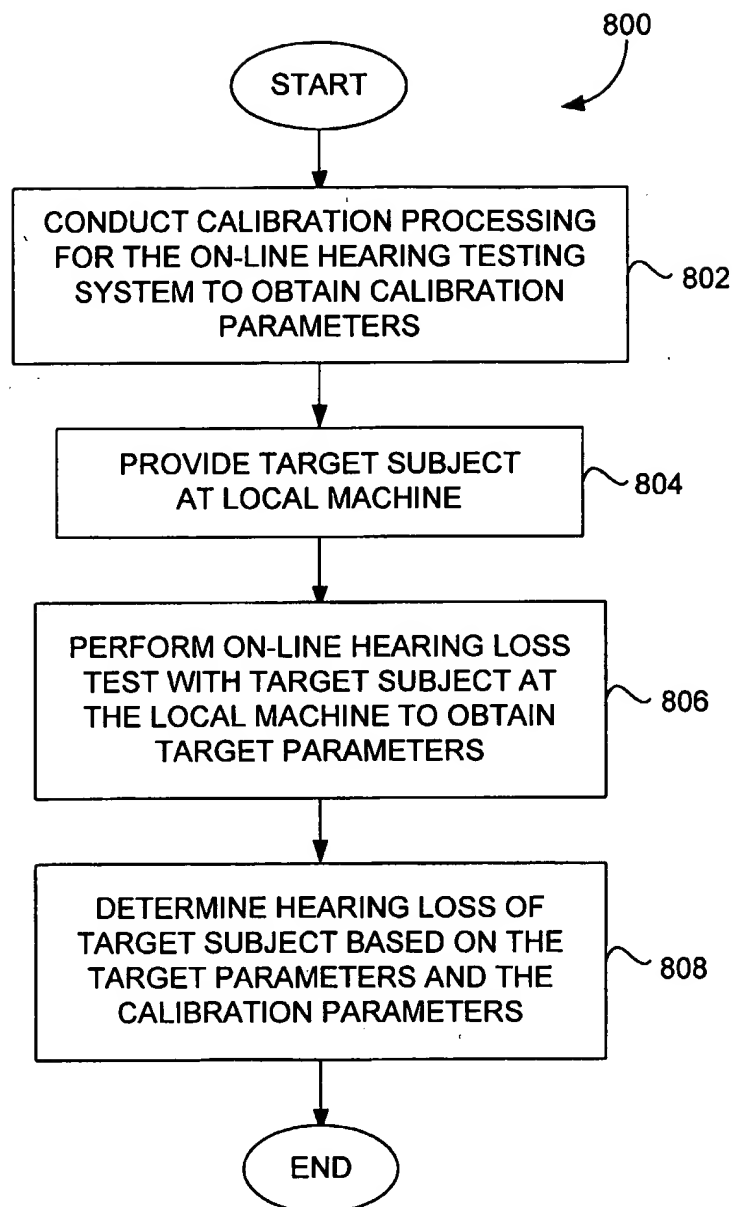 800
START
CONDUCT CALIBRATION PROCESSING
FOR THE ON-LINE HEARING TESTING
SYSTEM TO OBTAIN CALIBRATION
PARAMETERS
802
PROVIDE TARGET SUBJECT
AT LOCAL MACHINE
804
PERFORM ON-LINE HEARING LOSS
TEST WITH TARGET SUBJECT AT
THE LOCAL MACHINE TO OBTAIN
TARGET PARAMETERS
806
DETERMINE HEARING LOSS OF
TARGET SUBJECT BASED ON THE
TARGET PARAMETERS AND THE
CALIBRATION PARAMETERS
808
END